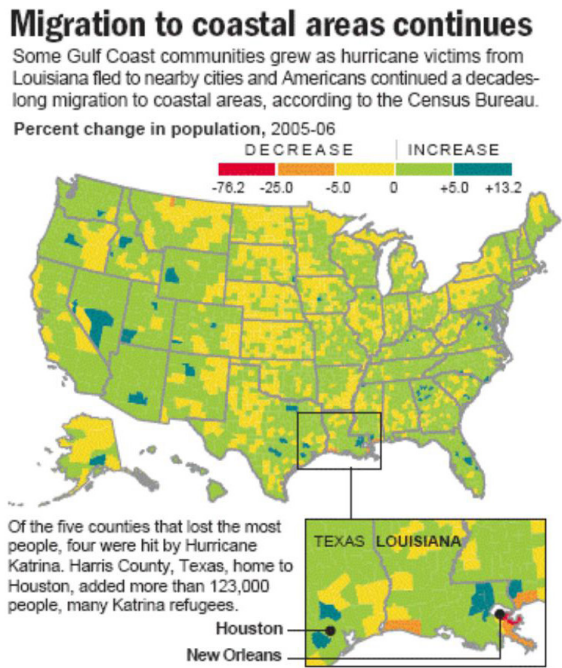 Migration to coastal areas continues
Some Gulf Coast communities grew as hurricane victims from
Louisiana fled to nearby cities and Americans continued a decades-
long migration to coastal areas, according to the Census Bureau.
Percent change in population, 2005-06
DECREASE INCREASE
-76.2 -25.0 -5.0 0 +5.0 +13.2
Of the five counties that lost the most
people, four were hit by Hurricane
Katrina. Harris County, Texas, home to
Houston, added more than 123,000
people, many Katrina refugees.
TEXAS LOUISIANA
Houston
New Orleans